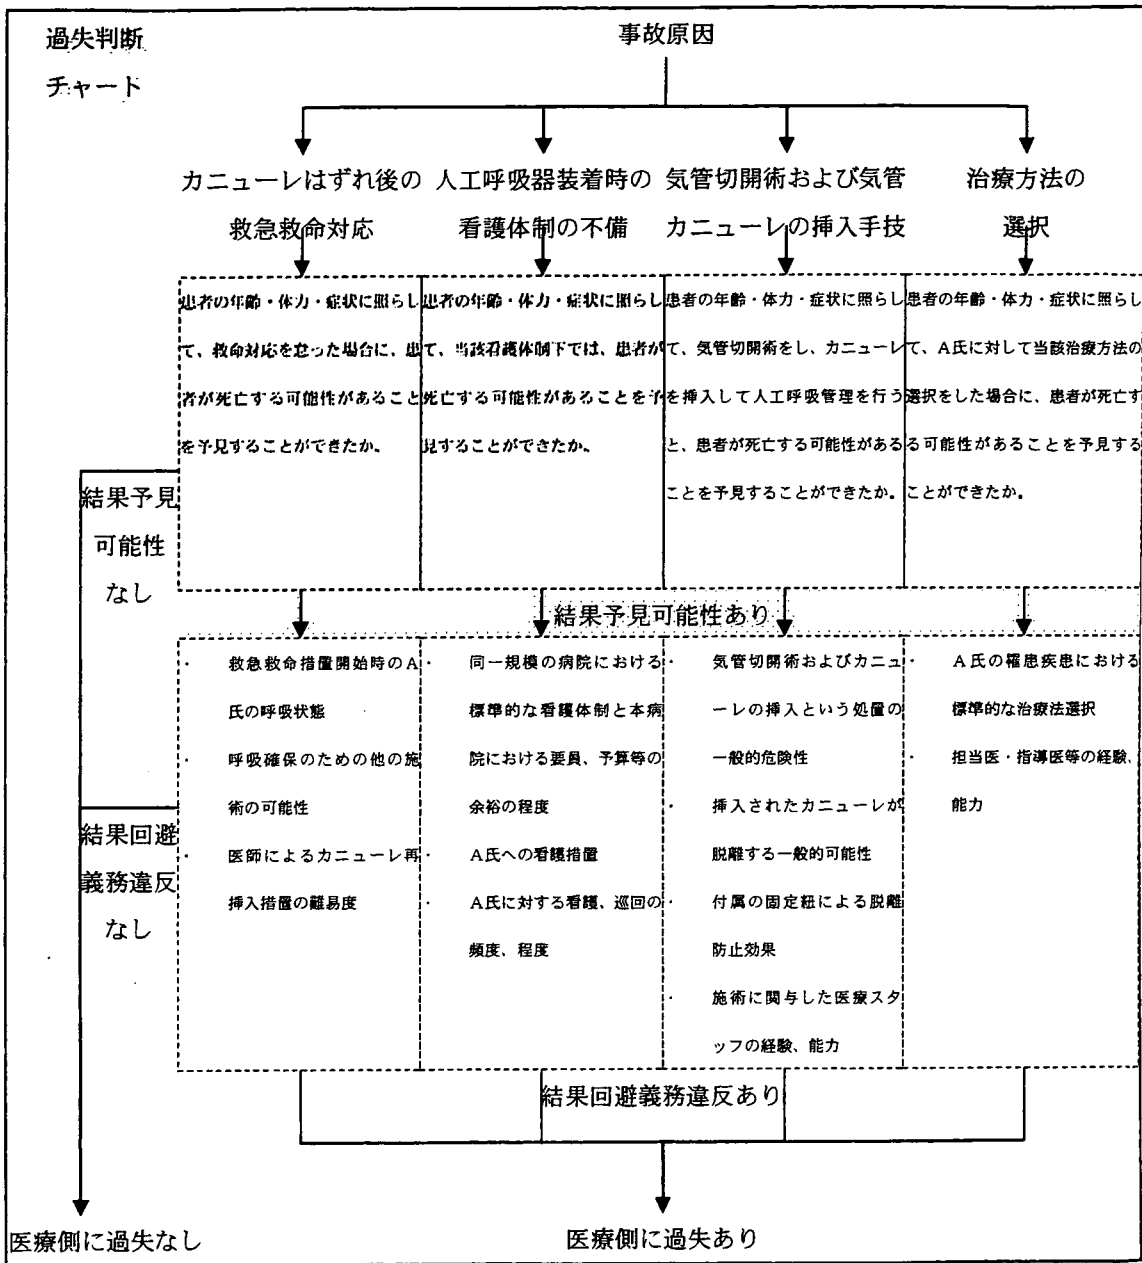 過失判断
チャート
事故原因
カニューレはずれ後の
救急救命対応
人工呼吸器装着時の
看護体制の不備
気管切開術および気管
カニューレの挿入手技
治療方法の
選択
患者の年齢・体力・症状に照らし
て、救命対応を怠った場合に、患
者が死亡する可能性があること
を予見することができたか。
患者の年齢・体力・症状に照らし
て、当該看護体制下では、患者が
死亡する可能性があることを予
見することができたか。
患者の年齢・体力・症状に照らし
て、気管切開術をし、カニューレ
を挿入して人工呼吸管理を行う
と、患者が死亡する可能性がある
ことを予見することができたか。
患者の年齢・体力・症状に照らし
て、A氏に対して当該治療方法の
選択をした場合に、患者が死亡す
る可能性があることを予見する
ことができたか。
結果予見
可能性
なし
結果予見可能性あり
・ 救急救命措置開始時のA
氏の呼吸状態
・ 呼吸確保のための他の施
術の可能性
・ 医師によるカニューレ再
挿入措置の難易度
・ 同一規模の病院における
標準的な看護体制と本病
院における要員、予算等の
余裕の程度
・ A氏への看護措置
・ A氏に対する看護、巡回の
頻度、程度
・ 気管切開術およびカニュ
ーレの挿入という処置の
一般的危険性
・ 挿入されたカニューレが
脱離する一般的可能性
・ 付属の固定紐による脱離
防止効果
・ 施術に関与した医療スタ
ッフの経験、能力
・ A氏の罹患疾患における
標準的な治療法選択
・ 担当医・指導医等の経験、
能力
結果回避
義務違反
なし
結果回避義務違反あり
医療側に過失なし
医療側に過失あり